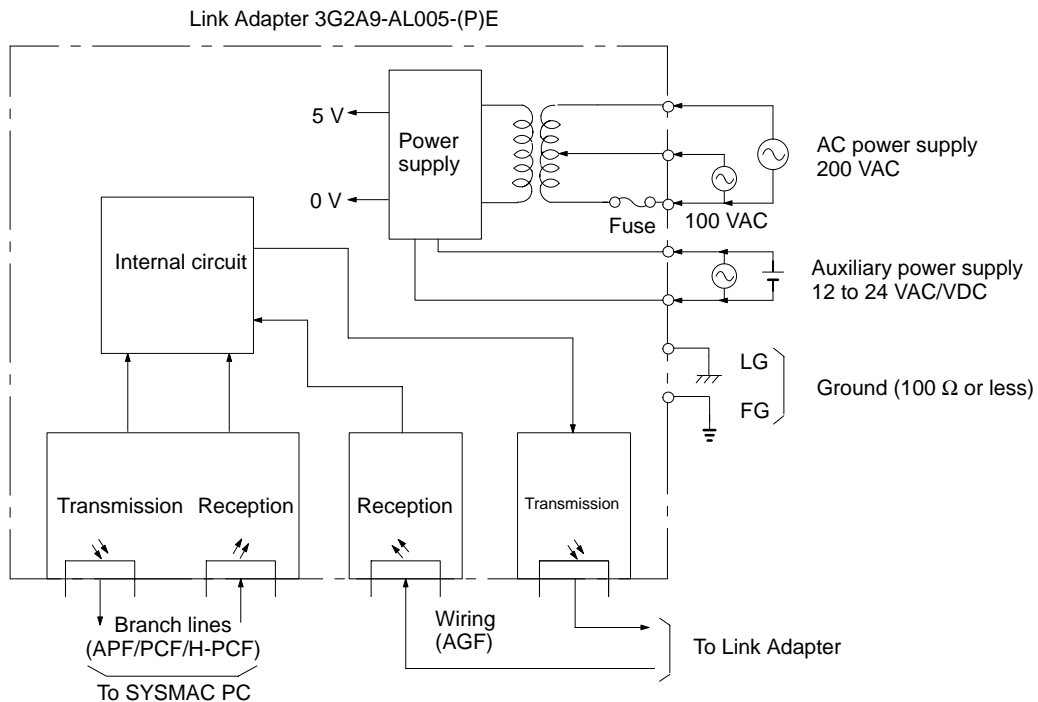 Link Adapter 3G2A9-AL005-(P)E
5 V
Power
supply
0 V
Fuse
100 VAC
AC power supply
200 VAC
Internal circuit
Auxiliary power supply
12 to 24 VAC/VDC
LG
FG
Ground (100 Ω or less)
Transmission
Reception
Reception
Transmission
Branch lines
(APF/PCF/H-PCF)
To SYSMAC PC
Wiring
(AGF)
To Link Adapter